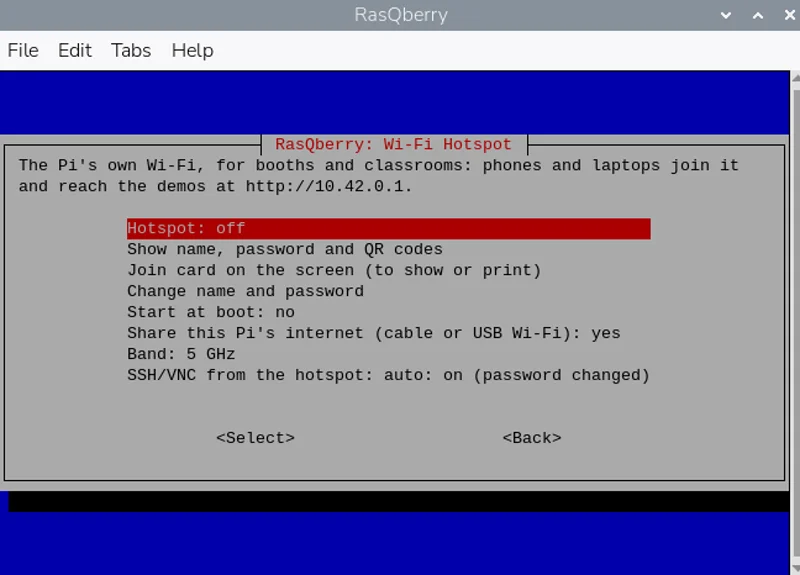 RasQberry
File Edit Tabs Help
RasQberry: Wi-Fi Hotspot
The Pi's own Wi-Fi, for booths and classrooms: phones and laptops join it
and reach the demos at http://10.42.0.1.
Hotspot: off
Show name, password and QR codes
Join card on the screen (to show or print)
Change name and password
Start at boot: no
Share this Pi's internet (cable or USB Wi-Fi): yes
Band: 5 GHz
SSH/VNC from the hotspot: auto: on (password changed)
<Select> <Back>